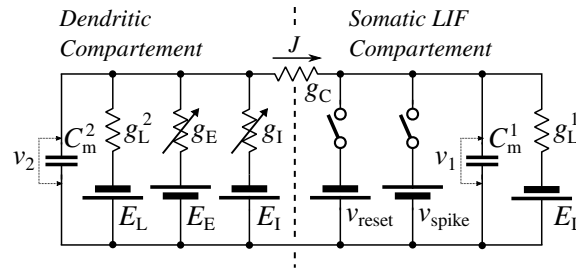 Dendritic
Compartement
J
Somatic LIF
Compartement
g_C
v_2
C_m^2
g_L^2
g_E
g_I
v_1
C_m^1
g_L^1
E_L
E_E
E_I
v_reset
v_spike
E_L